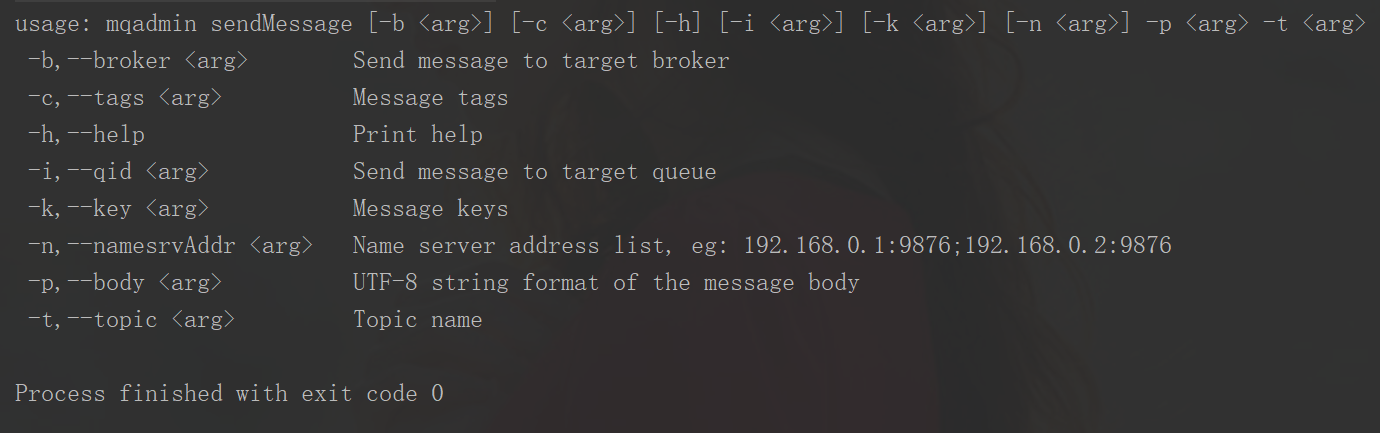 usage: mqadmin sendMessage [-b <arg>] [-c <arg>] [-h] [-i <arg>] [-k <arg>] [-n <arg>] -p <arg> -t <arg>
-b,--broker <arg>        Send message to target broker
-c,--tags <arg>          Message tags
-h,--help                Print help
-i,--qid <arg>           Send message to target queue
-k,--key <arg>           Message keys
-n,--namesrvAddr <arg>   Name server address list, eg: 192.168.0.1:9876;192.168.0.2:9876
-p,--body <arg>          UTF-8 string format of the message body
-t,--topic <arg>         Topic name
Process finished with exit code 0